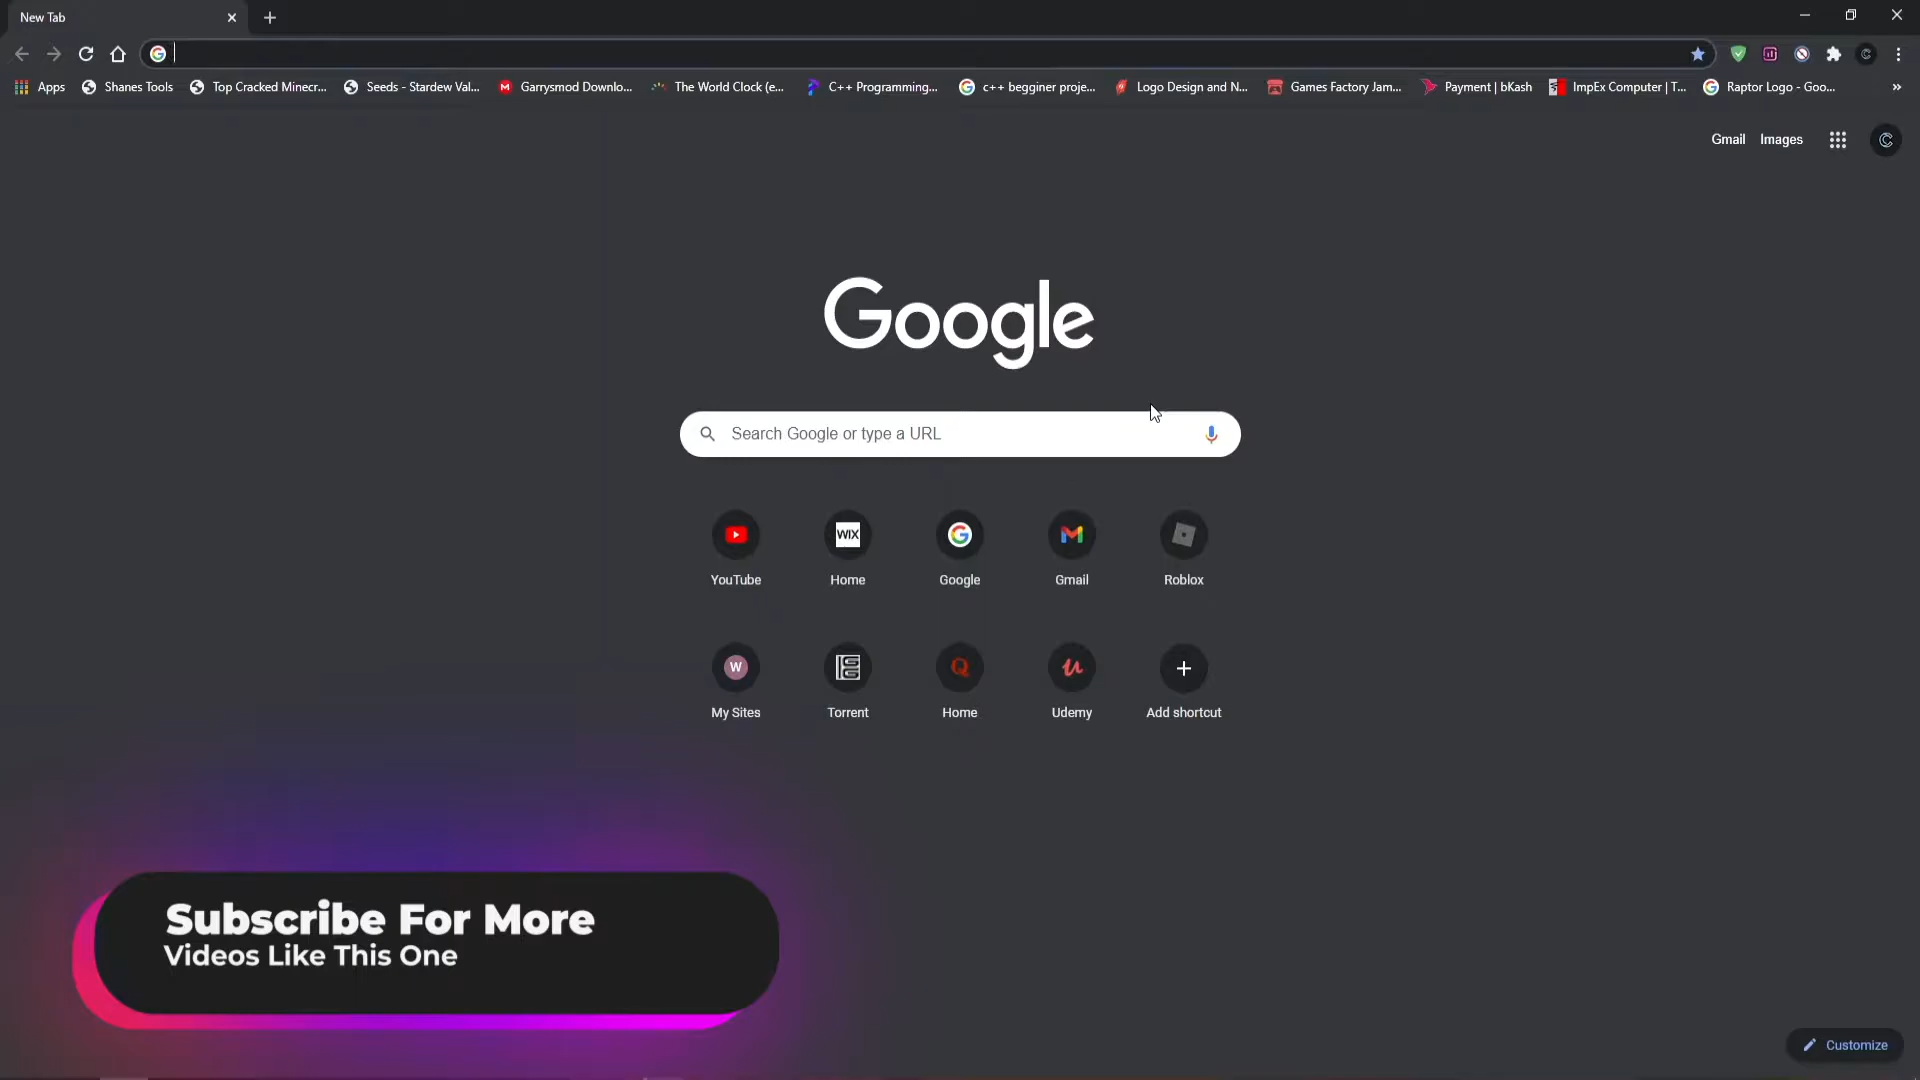 New Tab
Apps
Shanes Tools
Top Cracked Minecr...
Seeds - Stardew Val...
Garrysmod Downlo...
The World Clock (e...
C++ Programming...
c++ begginer proje...
Logo Design and N...
Games Factory Jam...
Payment | bKash
ImpEx Computer | T...
Raptor Logo - Goo...
»
Gmail
Images
C
Google
Search Google or type a URL
YouTube
WIX
Home
Google
Gmail
Roblox
W
My Sites
Torrent
Home
Udemy
Add shortcut
Subscribe For More
Videos Like This One
Customize